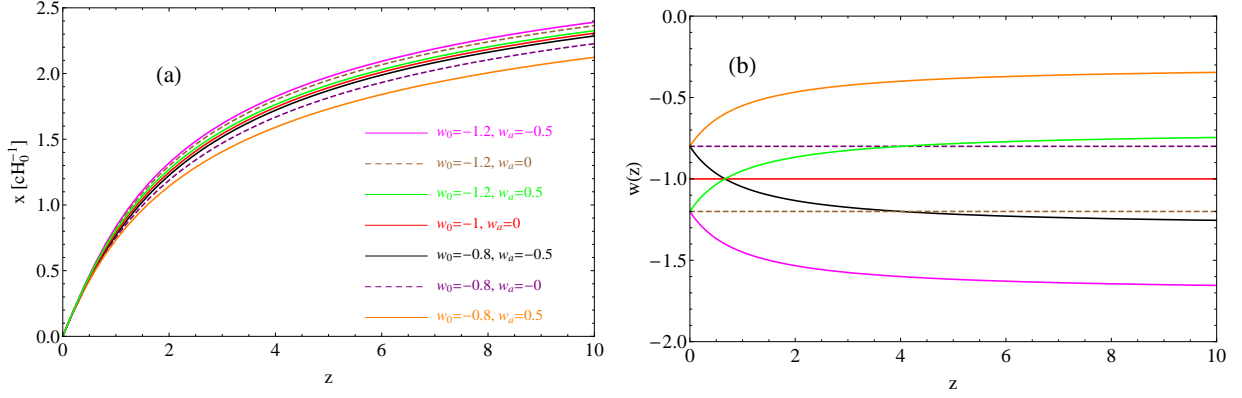 2.5
2.0
1.5
1.0
0.5
0.0
x [cH₀⁻¹]
(a)
w₀=−1.2, wₐ=−0.5
w₀=−1.2, wₐ=0
w₀=−1.2, wₐ=0.5
w₀=−1, wₐ=0
w₀=−0.8, wₐ=−0.5
w₀=−0.8, wₐ=−0
w₀=−0.8, wₐ=0.5
0 2 4 6 8 10
z
0.0
−0.5
−1.0
−1.5
−2.0
w(z)
(b)
0 2 4 6 8 10
z